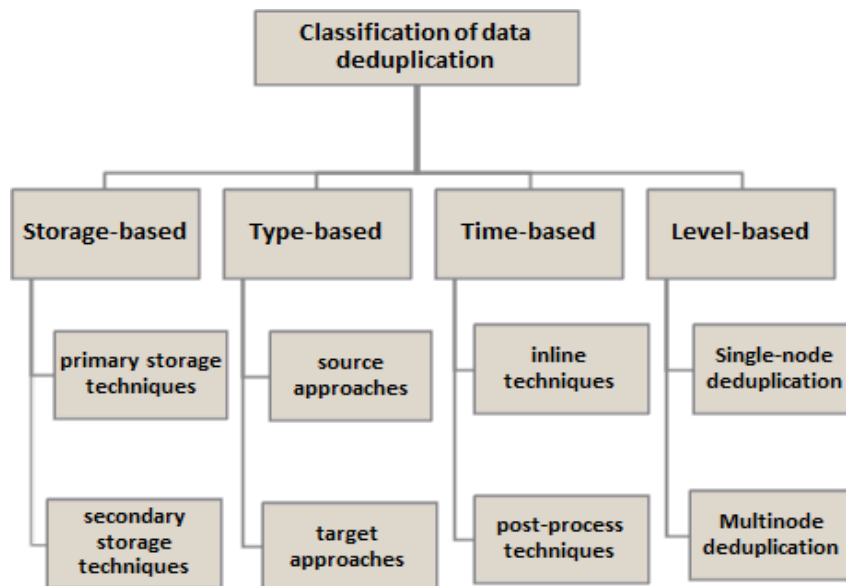 Classification of data
deduplication
Storage-based
Type-based
Time-based
Level-based
primary storage
techniques
source
approaches
inline
techniques
Single-node
deduplication
secondary
storage
techniques
target
approaches
post-process
techniques
Multinode
deduplication